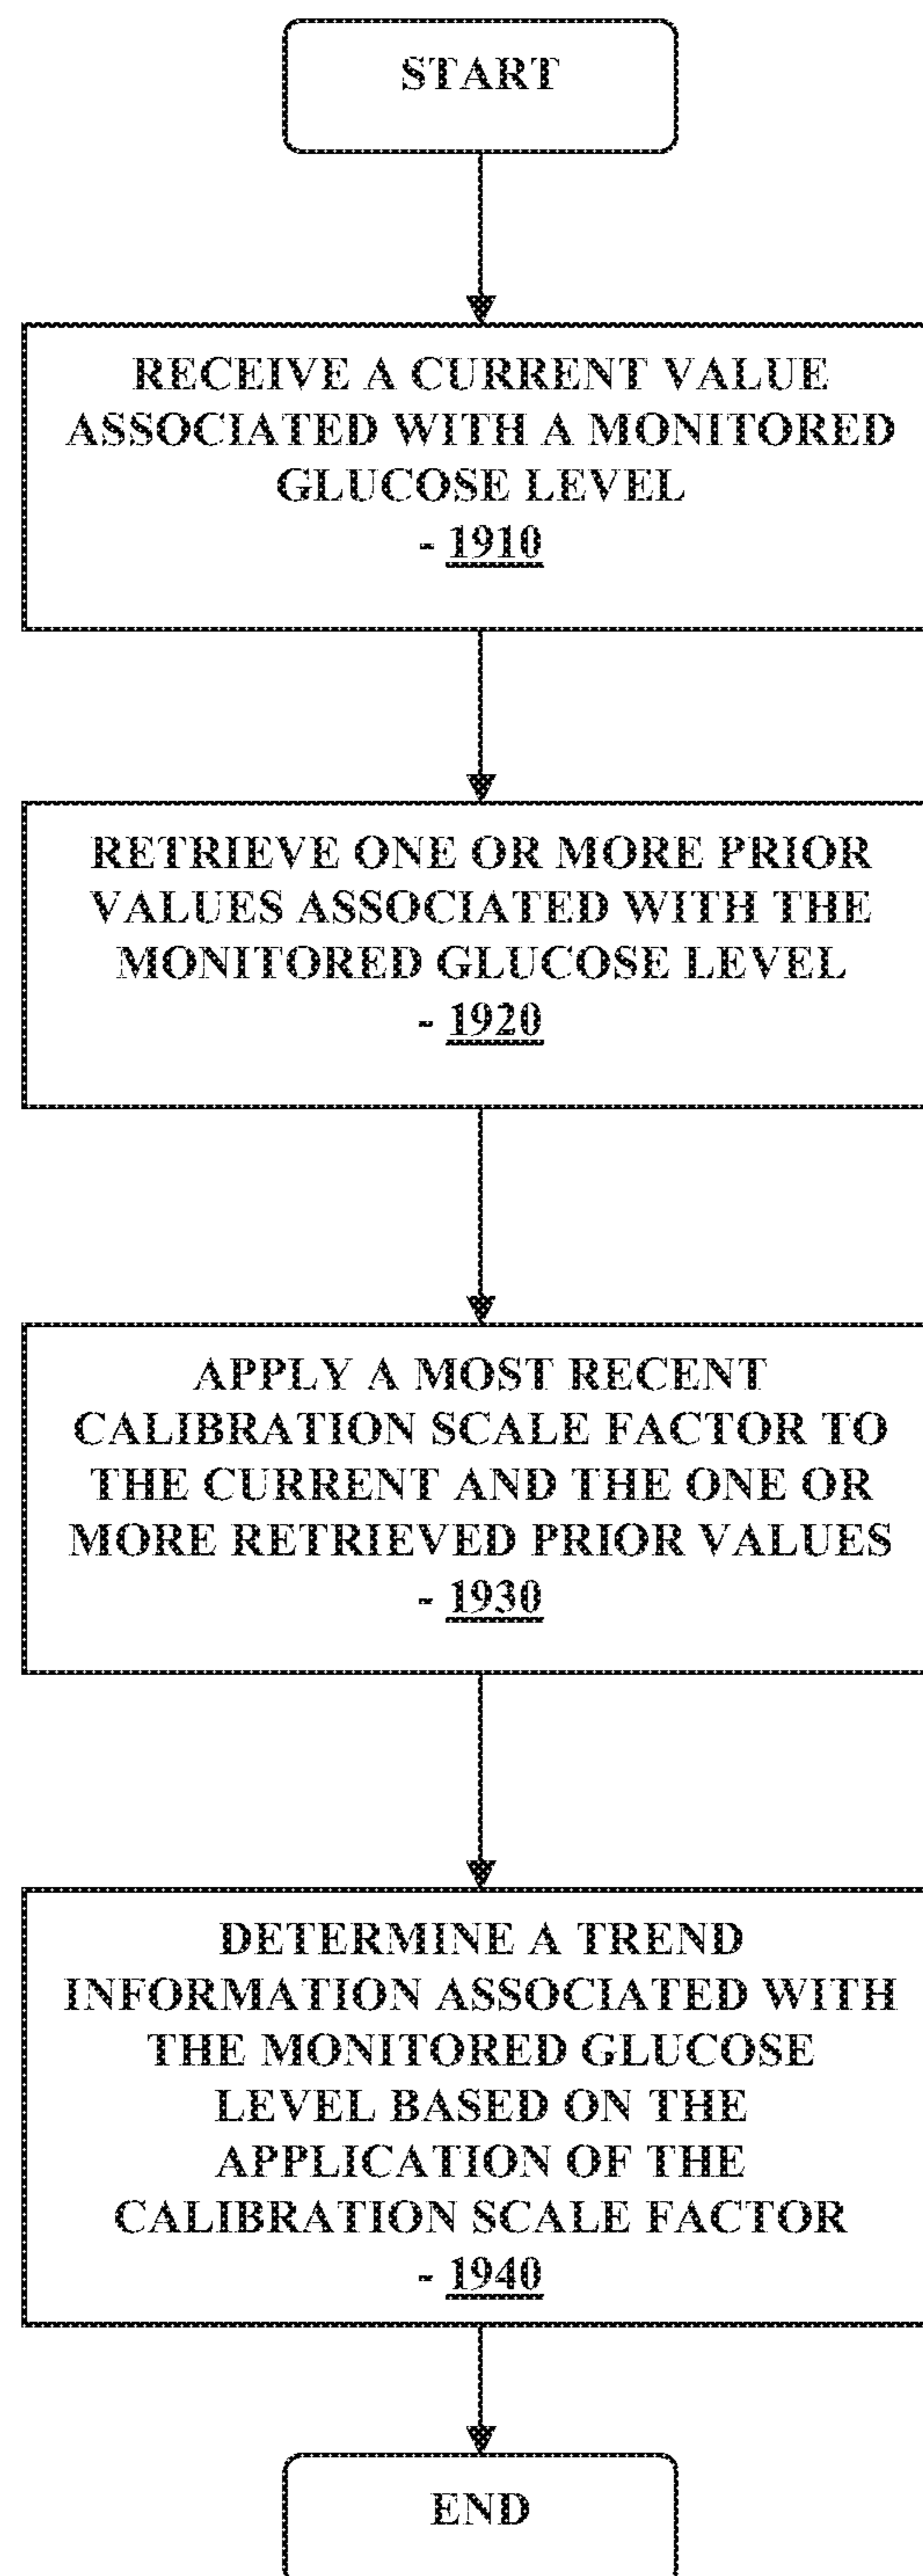 START
RECEIVE A CURRENT VALUE
ASSOCIATED WITH A MONITORED
GLUCOSE LEVEL
- 1910
RETRIEVE ONE OR MORE PRIOR
VALUES ASSOCIATED WITH THE
MONITORED GLUCOSE LEVEL
- 1920
APPLY A MOST RECENT
CALIBRATION SCALE FACTOR TO
THE CURRENT AND THE ONE OR
MORE RETRIEVED PRIOR VALUES
- 1930
DETERMINE A TREND
INFORMATION ASSOCIATED WITH
THE MONITORED GLUCOSE
LEVEL BASED ON THE
APPLICATION OF THE
CALIBRATION SCALE FACTOR
- 1940
END